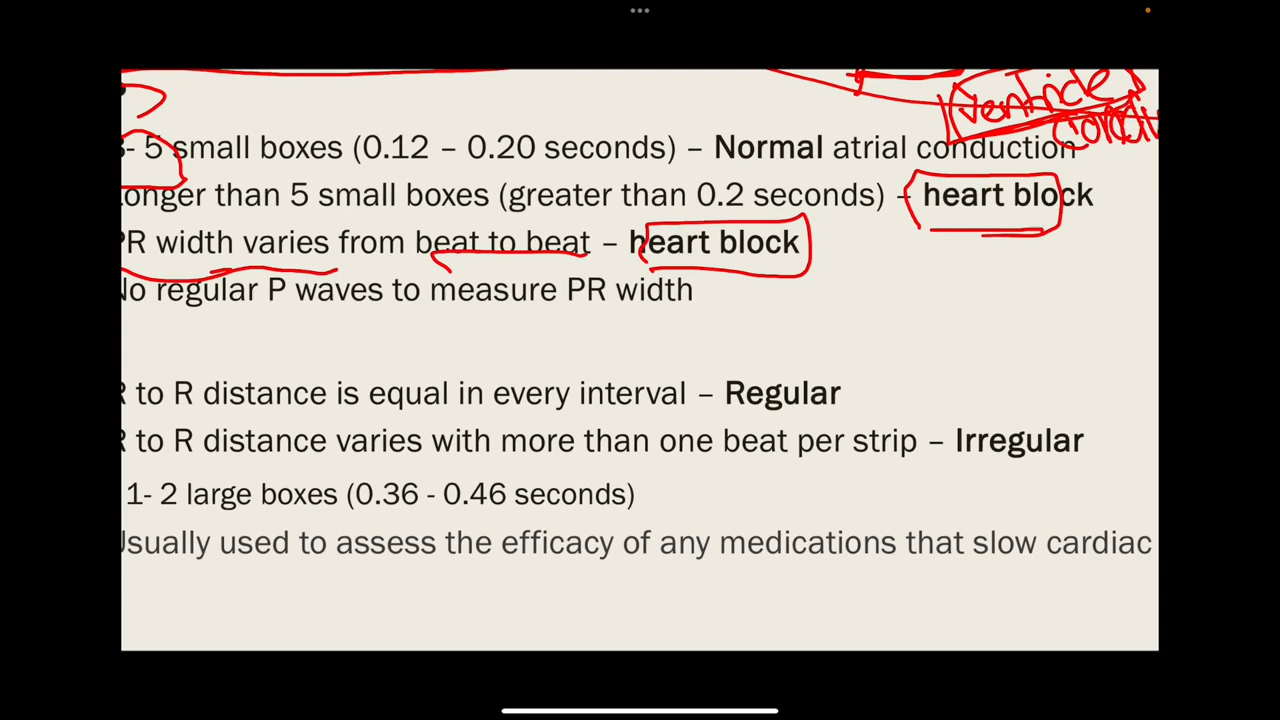 ventricle
conduc
3- 5 small boxes (0.12 – 0.20 seconds) – Normal atrial conduction
Longer than 5 small boxes (greater than 0.2 seconds) – heart block
PR width varies from beat to beat – heart block
No regular P waves to measure PR width
R to R distance is equal in every interval – Regular
R to R distance varies with more than one beat per strip – Irregular
1- 2 large boxes (0.36 - 0.46 seconds)
Usually used to assess the efficacy of any medications that slow cardiac